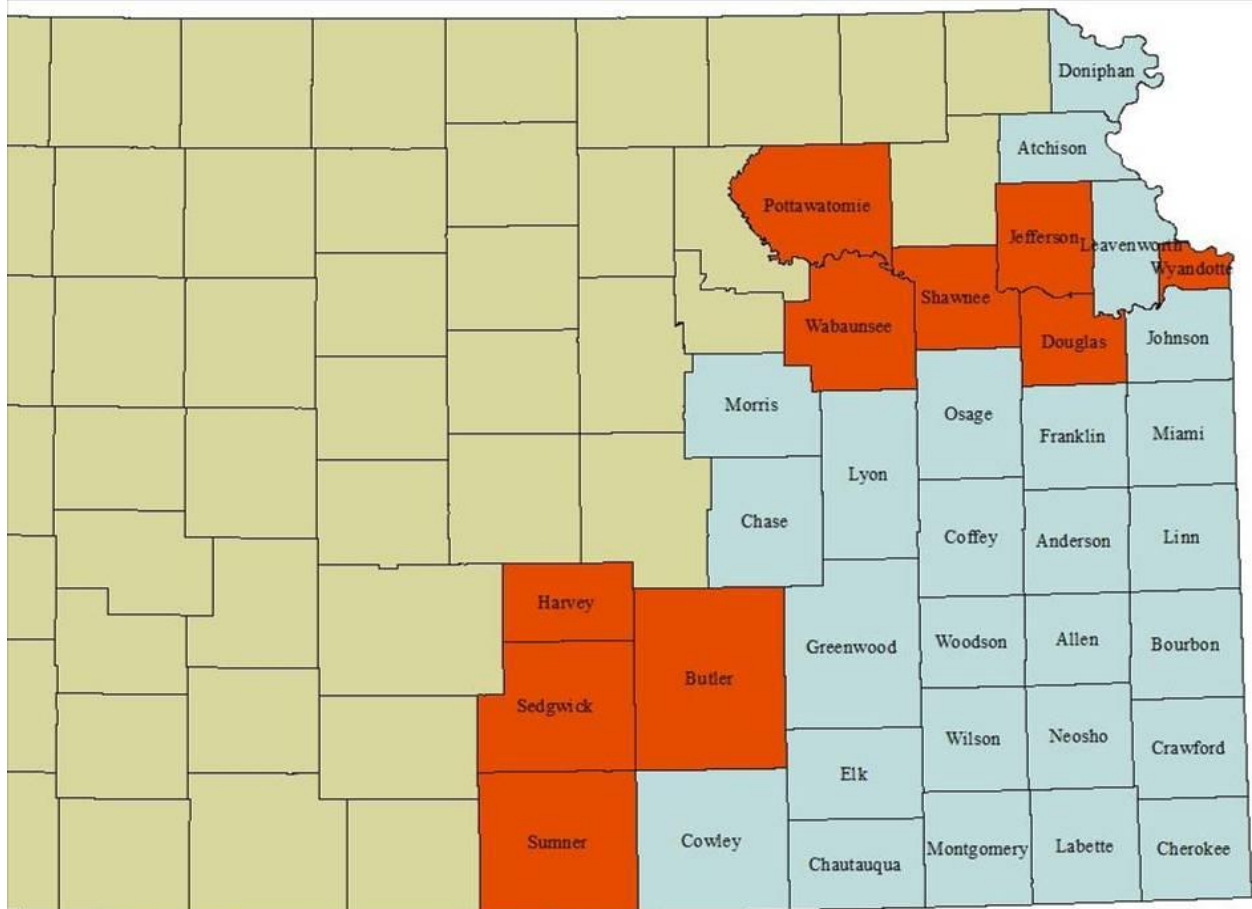 Doniphan
Atchison
Pottawatomie
Jefferson
Leavenworth
Wyandotte
Shawnee
Wabaunsee
Douglas
Johnson
Morris
Osage
Franklin
Miami
Lyon
Chase
Coffey
Anderson
Linn
Harvey
Greenwood
Woodson
Allen
Bourbon
Butler
Sedgwick
Wilson
Neosho
Crawford
Elk
Sumner
Cowley
Chautauqua
Montgomery
Labette
Cherokee